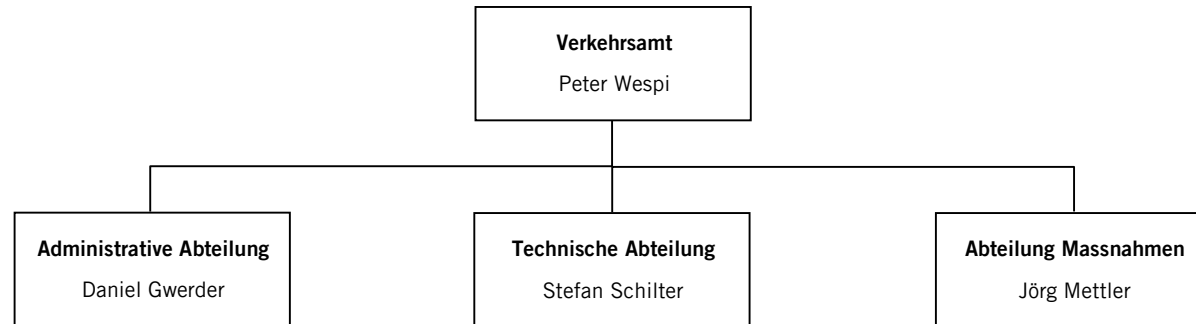 Verkehrsamt
Peter Wespi
Administrative Abteilung
Daniel Gwerder
Technische Abteilung
Stefan Schilter
Abteilung Massnahmen
Jörg Mettler